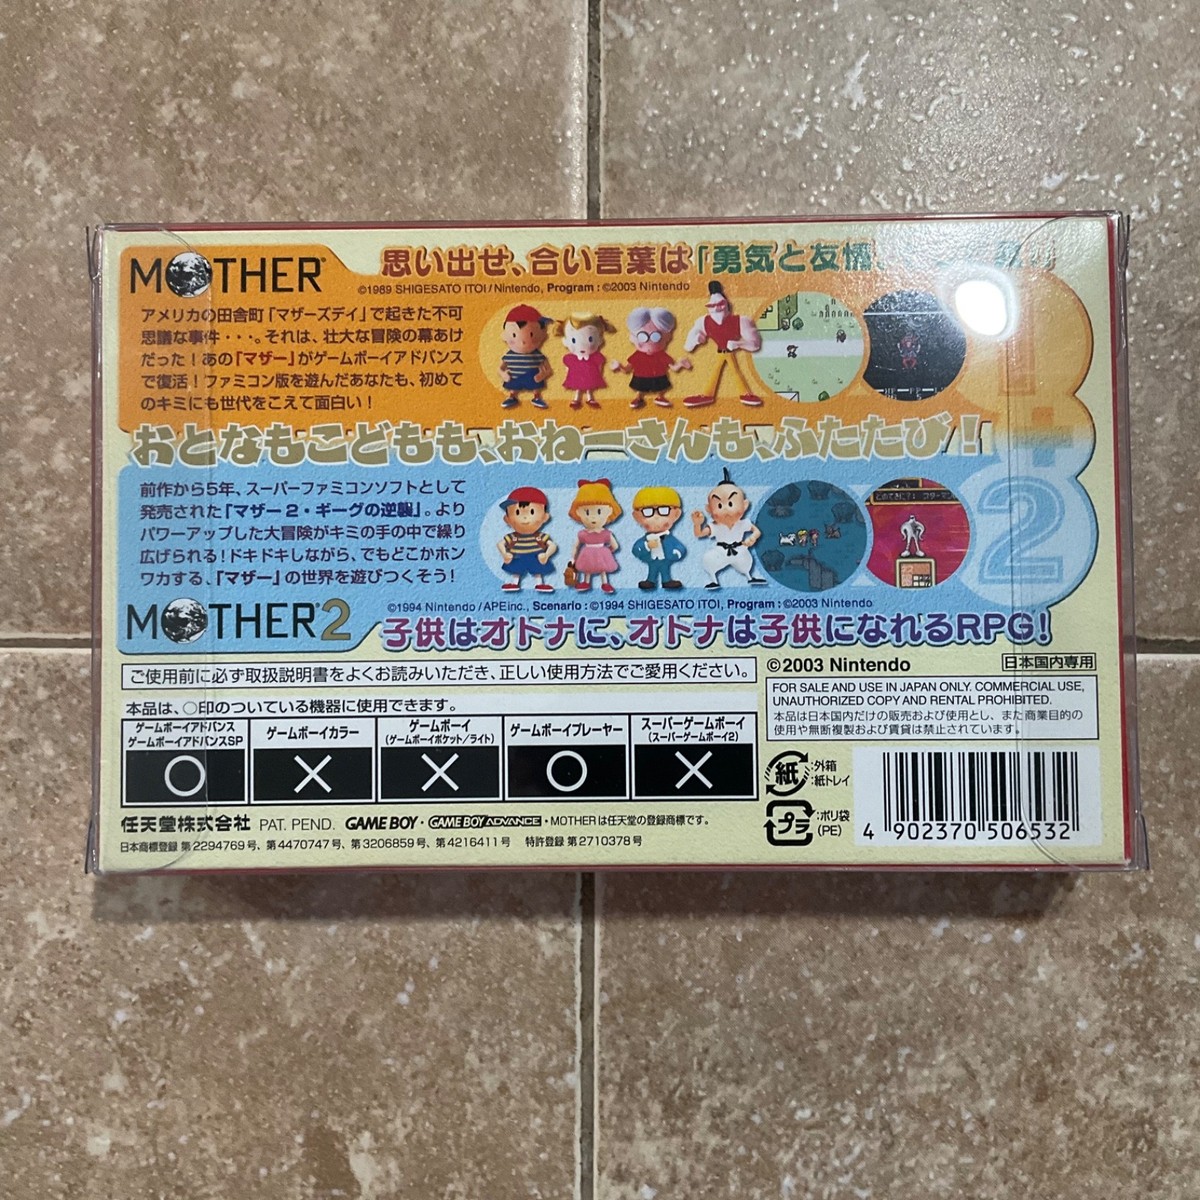 MOTHER®
思い出せ、合い言葉は「勇気と友情、
©1989 SHIGESATO ITOI/Nintendo, Program:©2003 Nintendo
アメリカの田舎町「マザーズデイ」で起きた不可
思議な事件・・・。それは、壮大な冒険の幕あけ
だった!あの「マザー」がゲームボーイアドバンス
で復活!ファミコン版を遊んだあなたも、初めて
のキミにも世代をこえて面白い!
1+
おとなもこどもも、おねーさんも、ふたたび!
前作から5年、スーパーファミコンソフトとして
発売された「マザー2・ギーグの逆襲」。より
パワーアップした大冒険がキミの手の中で繰り
広げられる!ドキドキしながら、でもどこかホン
ワカする、「マザー」の世界を遊びつくそう!
2
MOTHER®2
©1994 Nintendo/APEinc., Scenario:©1994 SHIGESATO ITOI, Program:©2003 Nintendo
子供はオトナに、オトナは子供になれるRPG!
ご使用前に必ず取扱説明書をよくお読みいただき、正しい使用方法でご愛用ください。
©2003 Nintendo
日本国内専用
FOR SALE AND USE IN JAPAN ONLY. COMMERCIAL USE,
UNAUTHORIZED COPY AND RENTAL PROHIBITED.
本品は日本国内だけの販売および使用とし、また商業目的の
使用や無断複製および賃貸は禁止されています。
本品は、○印のついている機器に使用できます。
ゲームボーイアドバンス
ゲームボーイアドバンスSP
ゲームボーイカラー
ゲームボーイ
(ゲームボーイポケット/ライト)
ゲームボーイプレーヤー
スーパーゲームボーイ
(スーパーゲームボーイ2)
○ × × ○ ×
紙 :外箱
:紙トレイ
プラ :ポリ袋
(PE)
4 902370 506532
任天堂株式会社 PAT. PEND. GAME BOY・GAME BOY ADVANCE・MOTHERは任天堂の登録商標です。
日本商標登録 第2294769号、第4470747号、第3206859号、第4216411号 特許登録 第2710378号